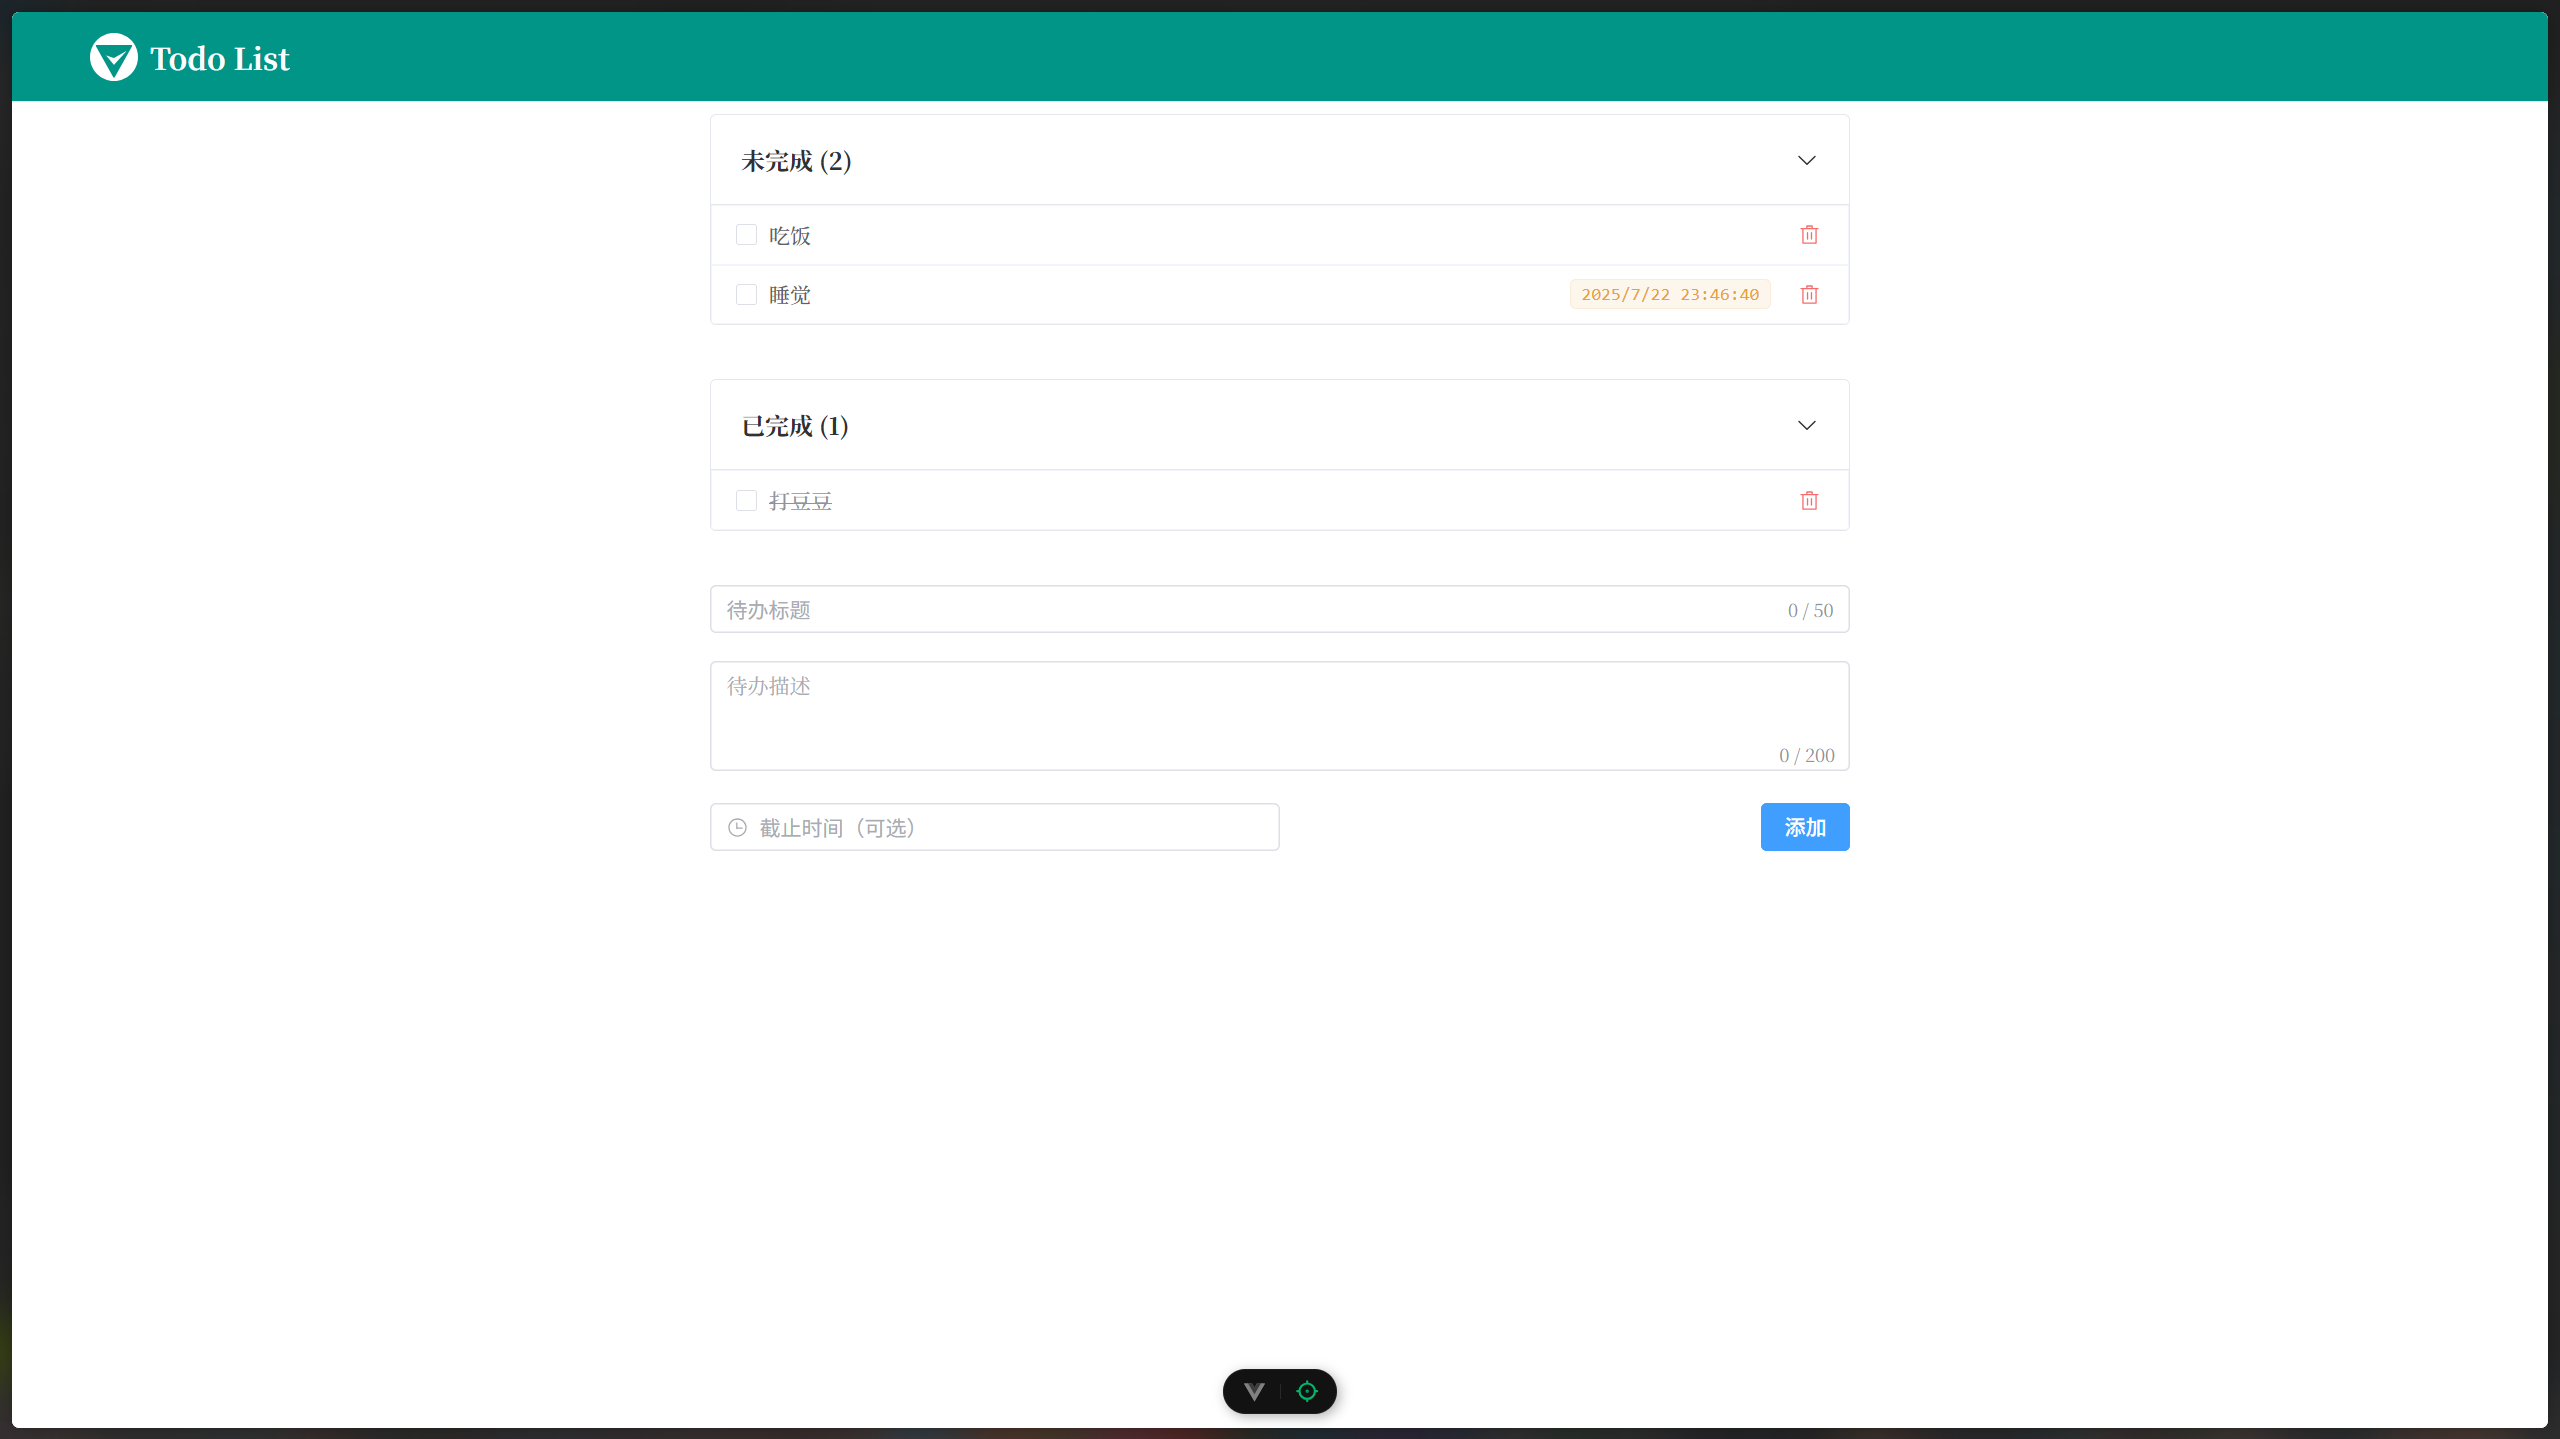 Todo List
未完成 (2)
吃饭
睡觉 2025/7/22 23:46:40
已完成 (1)
打豆豆
待办标题 0 / 50
待办描述
0 / 200
截止时间（可选） 添加